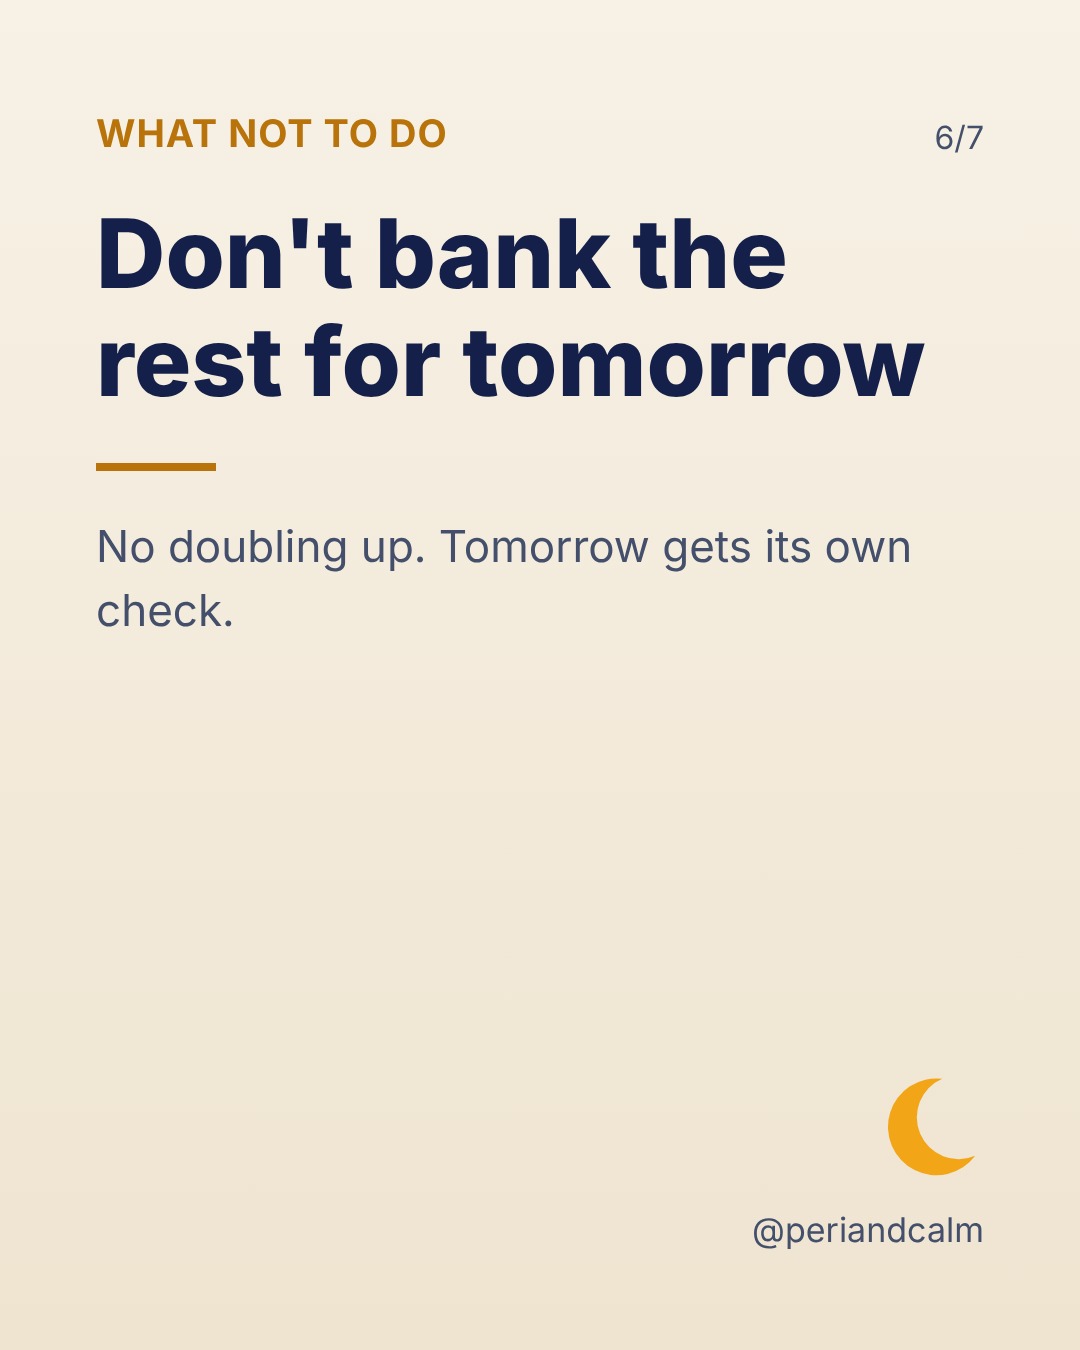 WHAT NOT TO DO
6/7
Don't bank the
rest for tomorrow
No doubling up. Tomorrow gets its own
check.
@periandcalm